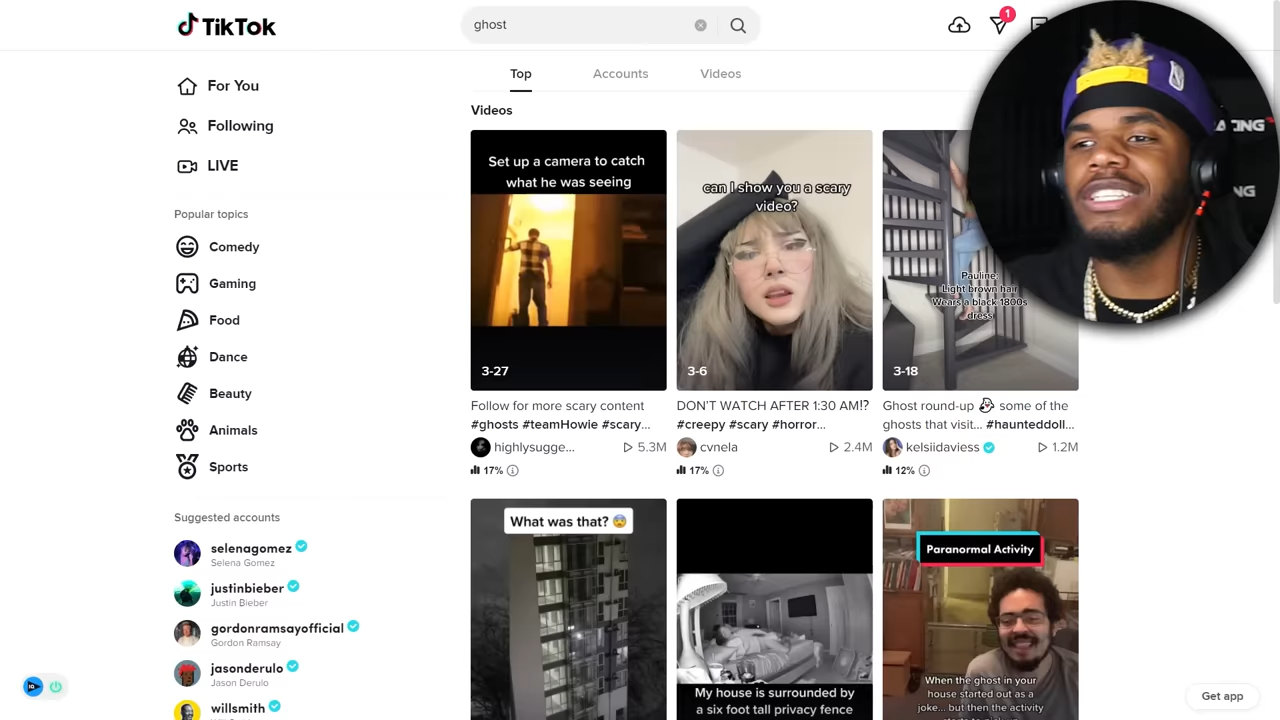 TikTok
ghost
1
For You
Following
LIVE
Popular topics
Comedy
Gaming
Food
Dance
Beauty
Animals
Sports
Suggested accounts
selenagomez
Selena Gomez
justinbieber
Justin Bieber
gordonramsayofficial
Gordon Ramsay
jasonderulo
Jason Derulo
willsmith
Top
Accounts
Videos
Videos
Set up a camera to catch
what he was seeing
3-27
Follow for more scary content
#ghosts #teamHowie #scary...
highlysugge...
5.3M
17%
can I show you a scary
video?
3-6
DON'T WATCH AFTER 1:30 AM!?
#creepy #scary #horror...
cvnela
2.4M
17%
Pauline:
Light brown hair
Wears a black 1800s
dress
3-18
Ghost round-up 👻 some of the
ghosts that visit... #haunteddoll...
kelsiidaviess
1.2M
12%
What was that? 😨
My house is surrounded by
a six foot tall privacy fence
Paranormal Activity
When the ghost in your
house started out as a
joke... but then the activity
Get app